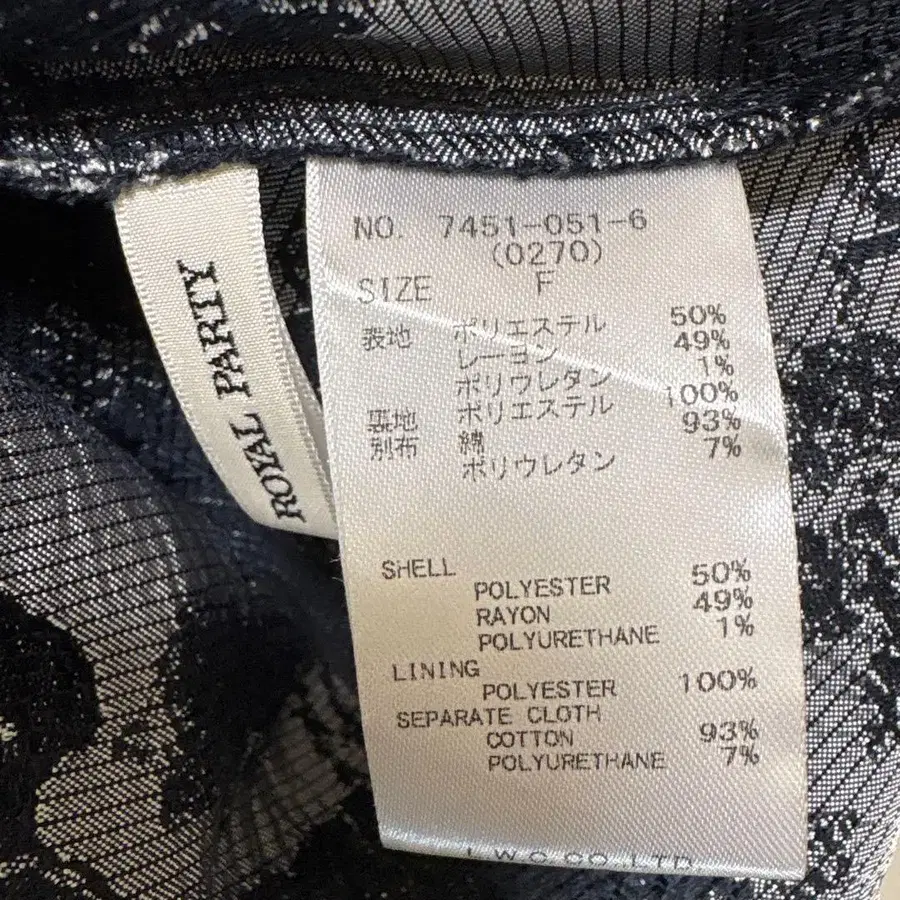 ROYAL PARTY
NO. 7451-051-6
(0270)
SIZE F
表地 ポリエステル 50%
レーヨン 49%
ポリウレタン 1%
裏地 ポリエステル 100%
別布 綿 93%
ポリウレタン 7%
SHELL
POLYESTER 50%
RAYON 49%
POLYURETHANE 1%
LINING
POLYESTER 100%
SEPARATE CLOTH
COTTON 93%
POLYURETHANE 7%
CO.LTD